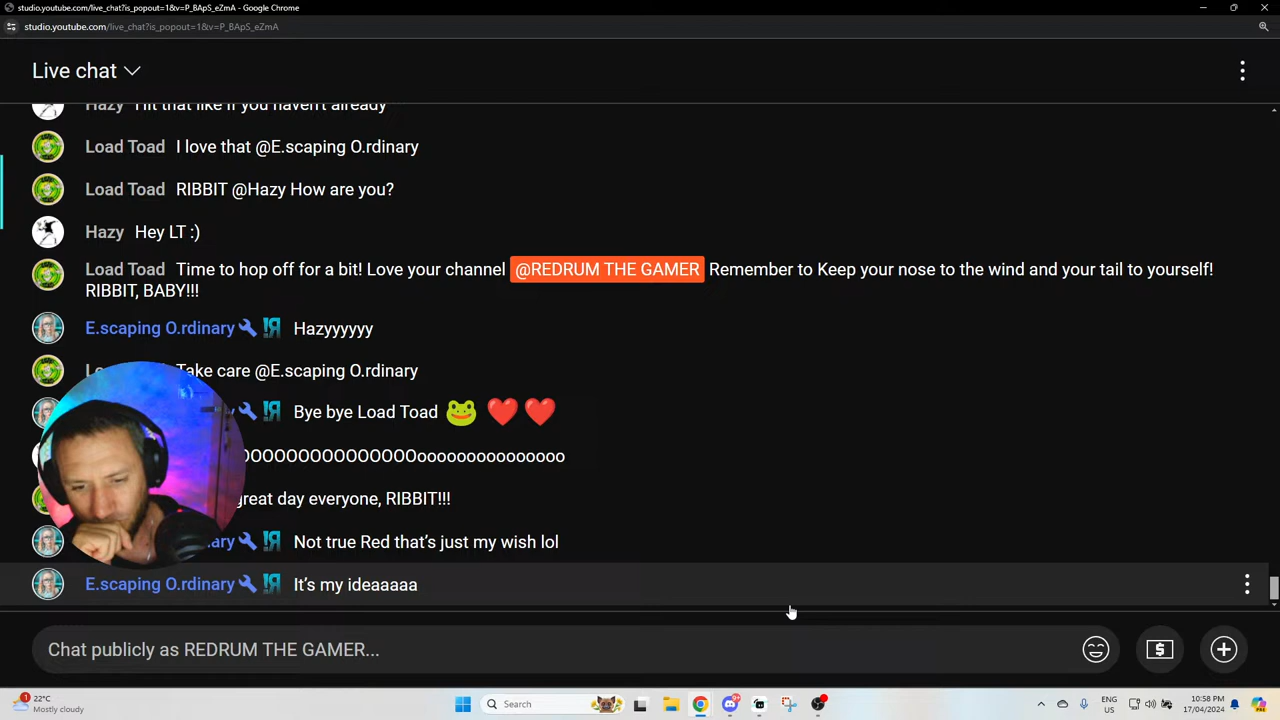 studio.youtube.com/live_chat?is_popout=1&v=P_BApS_eZmA - Google Chrome
studio.youtube.com/live_chat?is_popout=1&v=P_BApS_eZmA
Live chat
Hazy Hit that like if you haven't already
Load Toad I love that @E.scaping O.rdinary
Load Toad RIBBIT @Hazy How are you?
Hazy Hey LT :)
Load Toad Time to hop off for a bit! Love your channel @REDRUM THE GAMER Remember to Keep your nose to the wind and your tail to yourself!
RIBBIT, BABY!!!
E.scaping O.rdinary Hazyyyyyy
Take care @E.scaping O.rdinary
Bye bye Load Toad 🐸 ❤️ ❤️
great day everyone, RIBBIT!!!
Not true Red that's just my wish lol
E.scaping O.rdinary It's my ideaaaaa
Chat publicly as REDRUM THE GAMER...
1
22°C
Mostly cloudy
Search
ENG
US
10:58 PM
17/04/2024